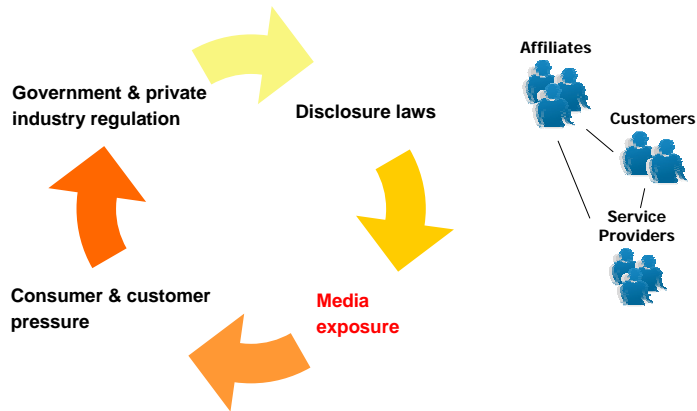 Government & private
industry regulation
Disclosure laws
Media
exposure
Consumer & customer
pressure
Affiliates
Customers
Service
Providers